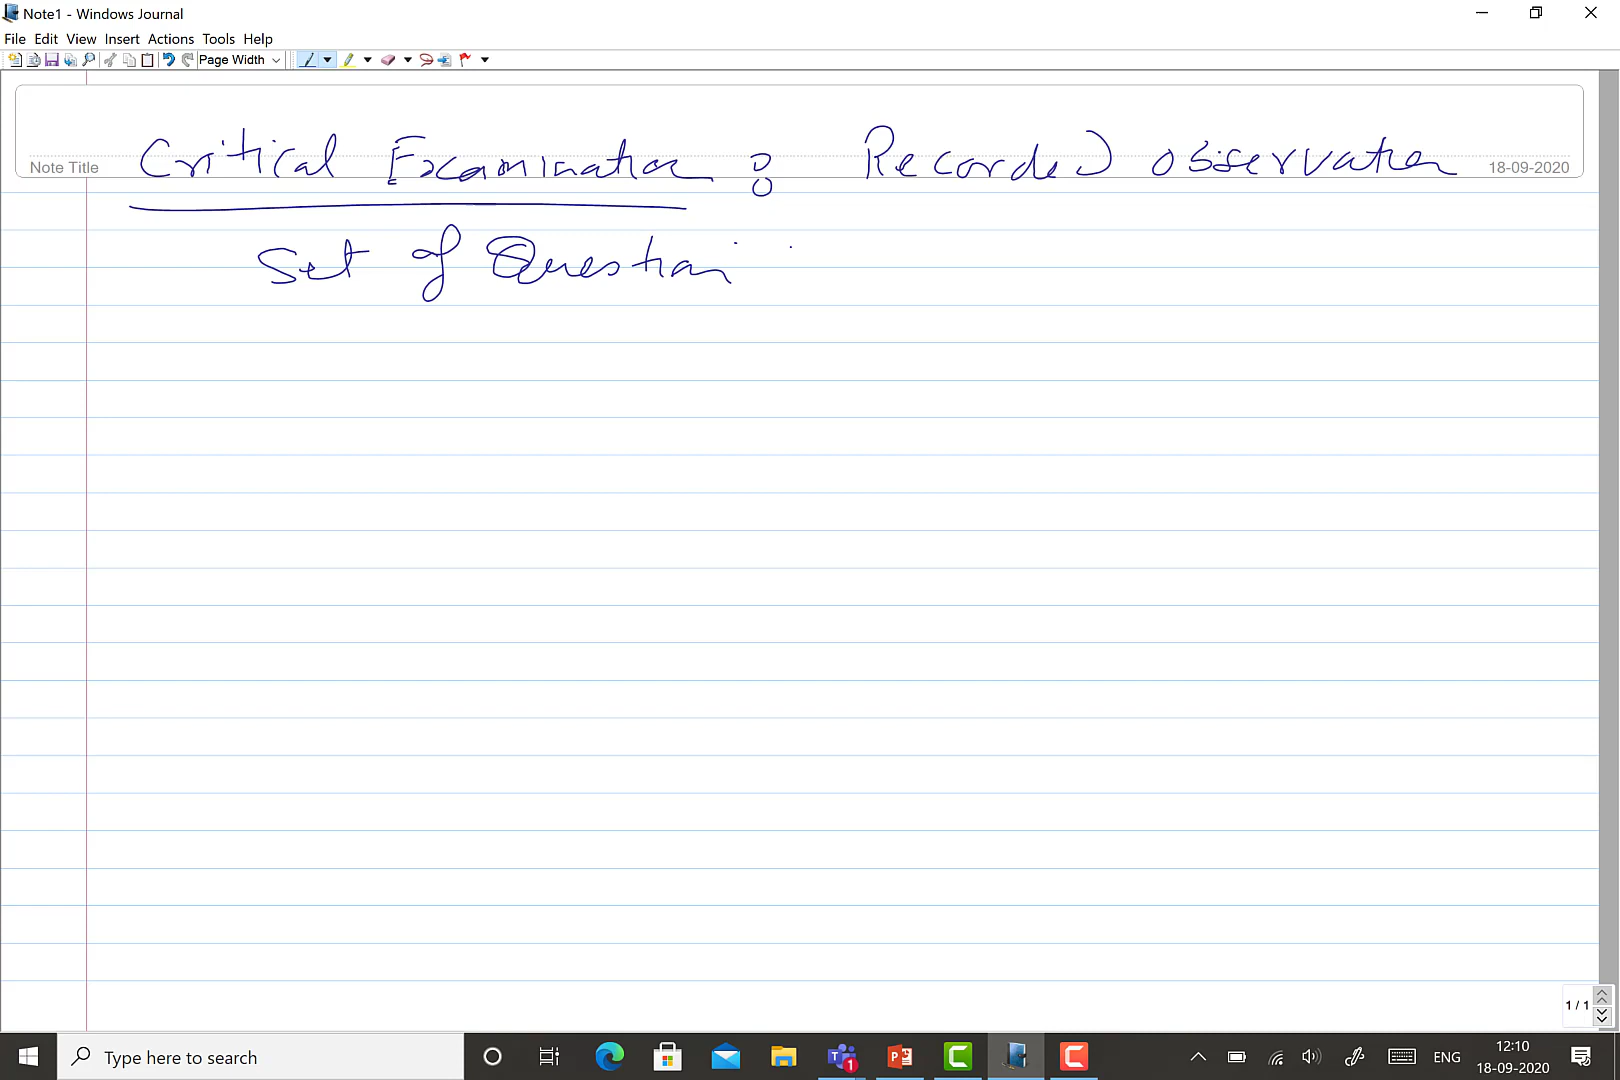 Note1 - Windows Journal
File Edit View Insert Actions Tools Help
Page Width
Critical Examination : Recorded observation
Note Title
18-09-2020
Set of Question
1 / 1
Type here to search
ENG
12:10
18-09-2020